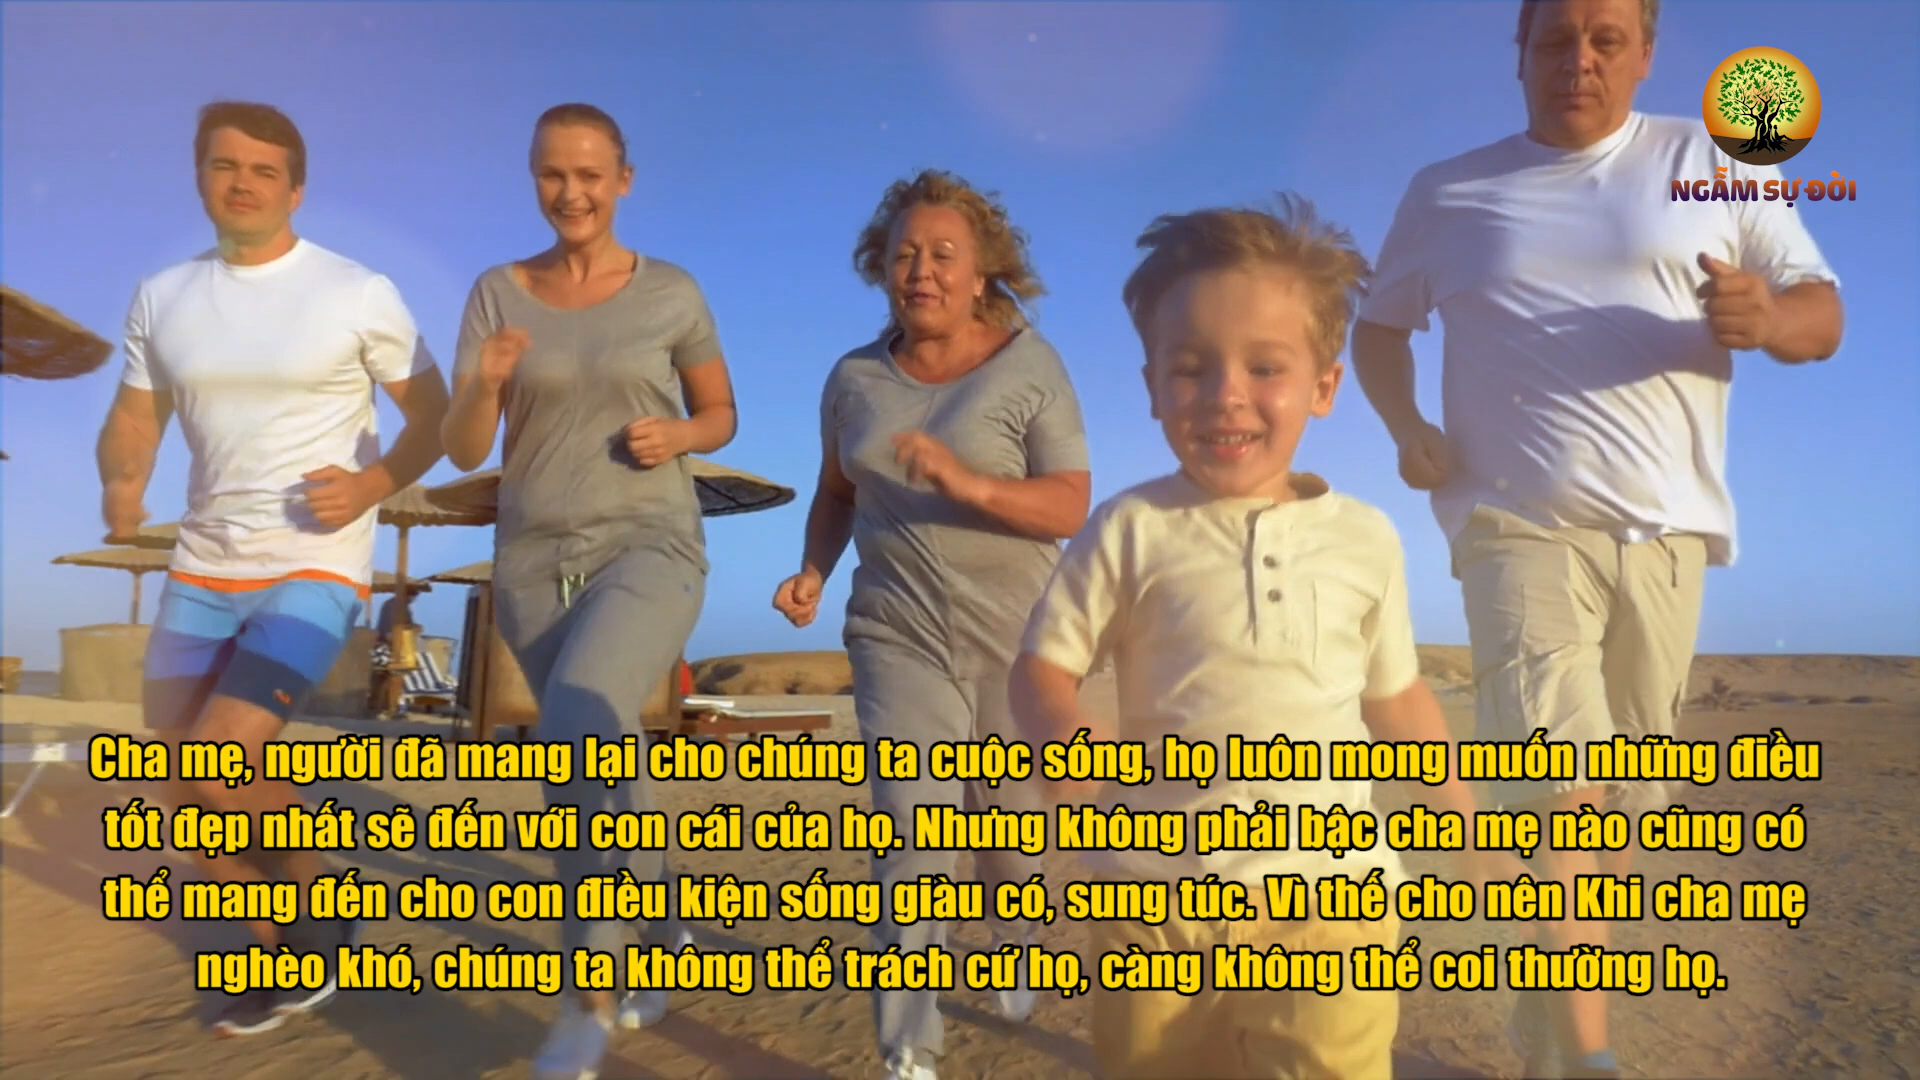 NGẪM SỰ ĐỜI
Cha mẹ, người đã mang lại cho chúng ta cuộc sống, họ luôn mong muốn những điều
tốt đẹp nhất sẽ đến với con cái của họ. Nhưng không phải bậc cha mẹ nào cũng có
thể mang đến cho con điều kiện sống giàu có, sung túc. Vì thế cho nên Khi cha mẹ
nghèo khó, chúng ta không thể trách cứ họ, càng không thể coi thường họ.